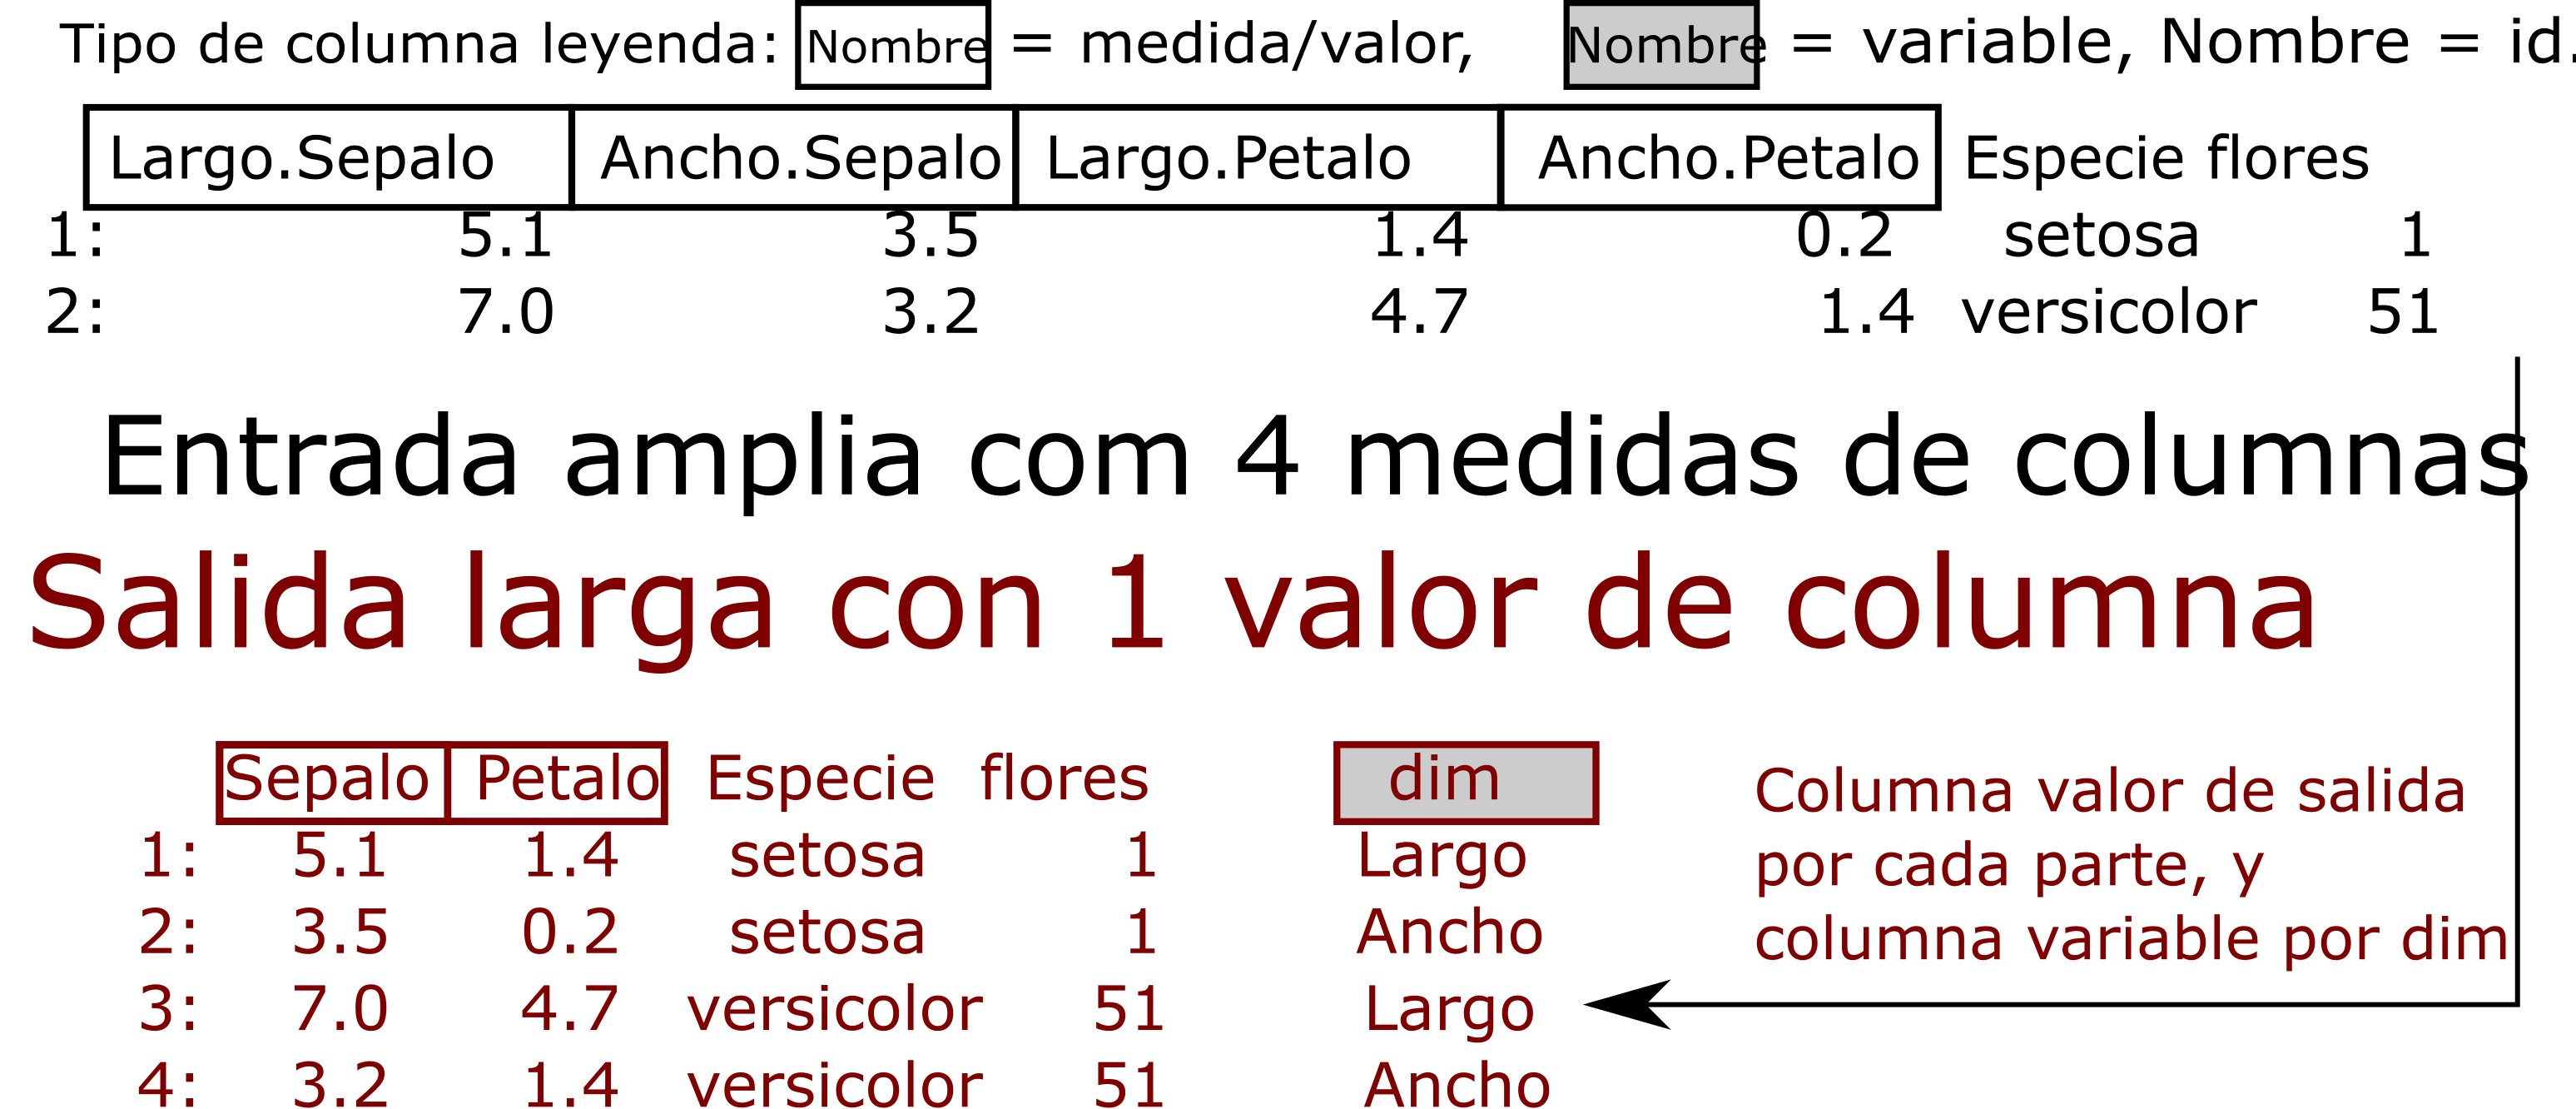 Tipo de columna leyenda: Nombre = medida/valor, Nombre = variable, Nombre = id.
Largo.Sepalo Ancho.Sepalo Largo.Petalo Ancho.Petalo Especie flores
1: 5.1 3.5 1.4 0.2 setosa 1
2: 7.0 3.2 4.7 1.4 versicolor 51
Entrada amplia com 4 medidas de columnas
Salida larga con 1 valor de columna
Sepalo Petalo Especie flores dim
1: 5.1 1.4 setosa 1 Largo
2: 3.5 0.2 setosa 1 Ancho
3: 7.0 4.7 versicolor 51 Largo
4: 3.2 1.4 versicolor 51 Ancho
Columna valor de salida
por cada parte, y
columna variable por dim